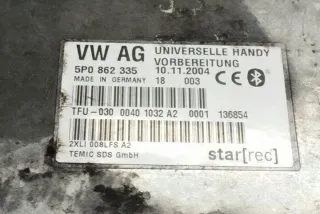 VW AG UNIVERSELLE HANDY
VORBEREITUNG
5P0 862 335 10.11.2004
MADE IN GERMANY 18 003 CE
TFU-030 0040 1032 A2 0001 136854
2XLI 008LFS A2
TEMIC SDS GmbH star[rec]